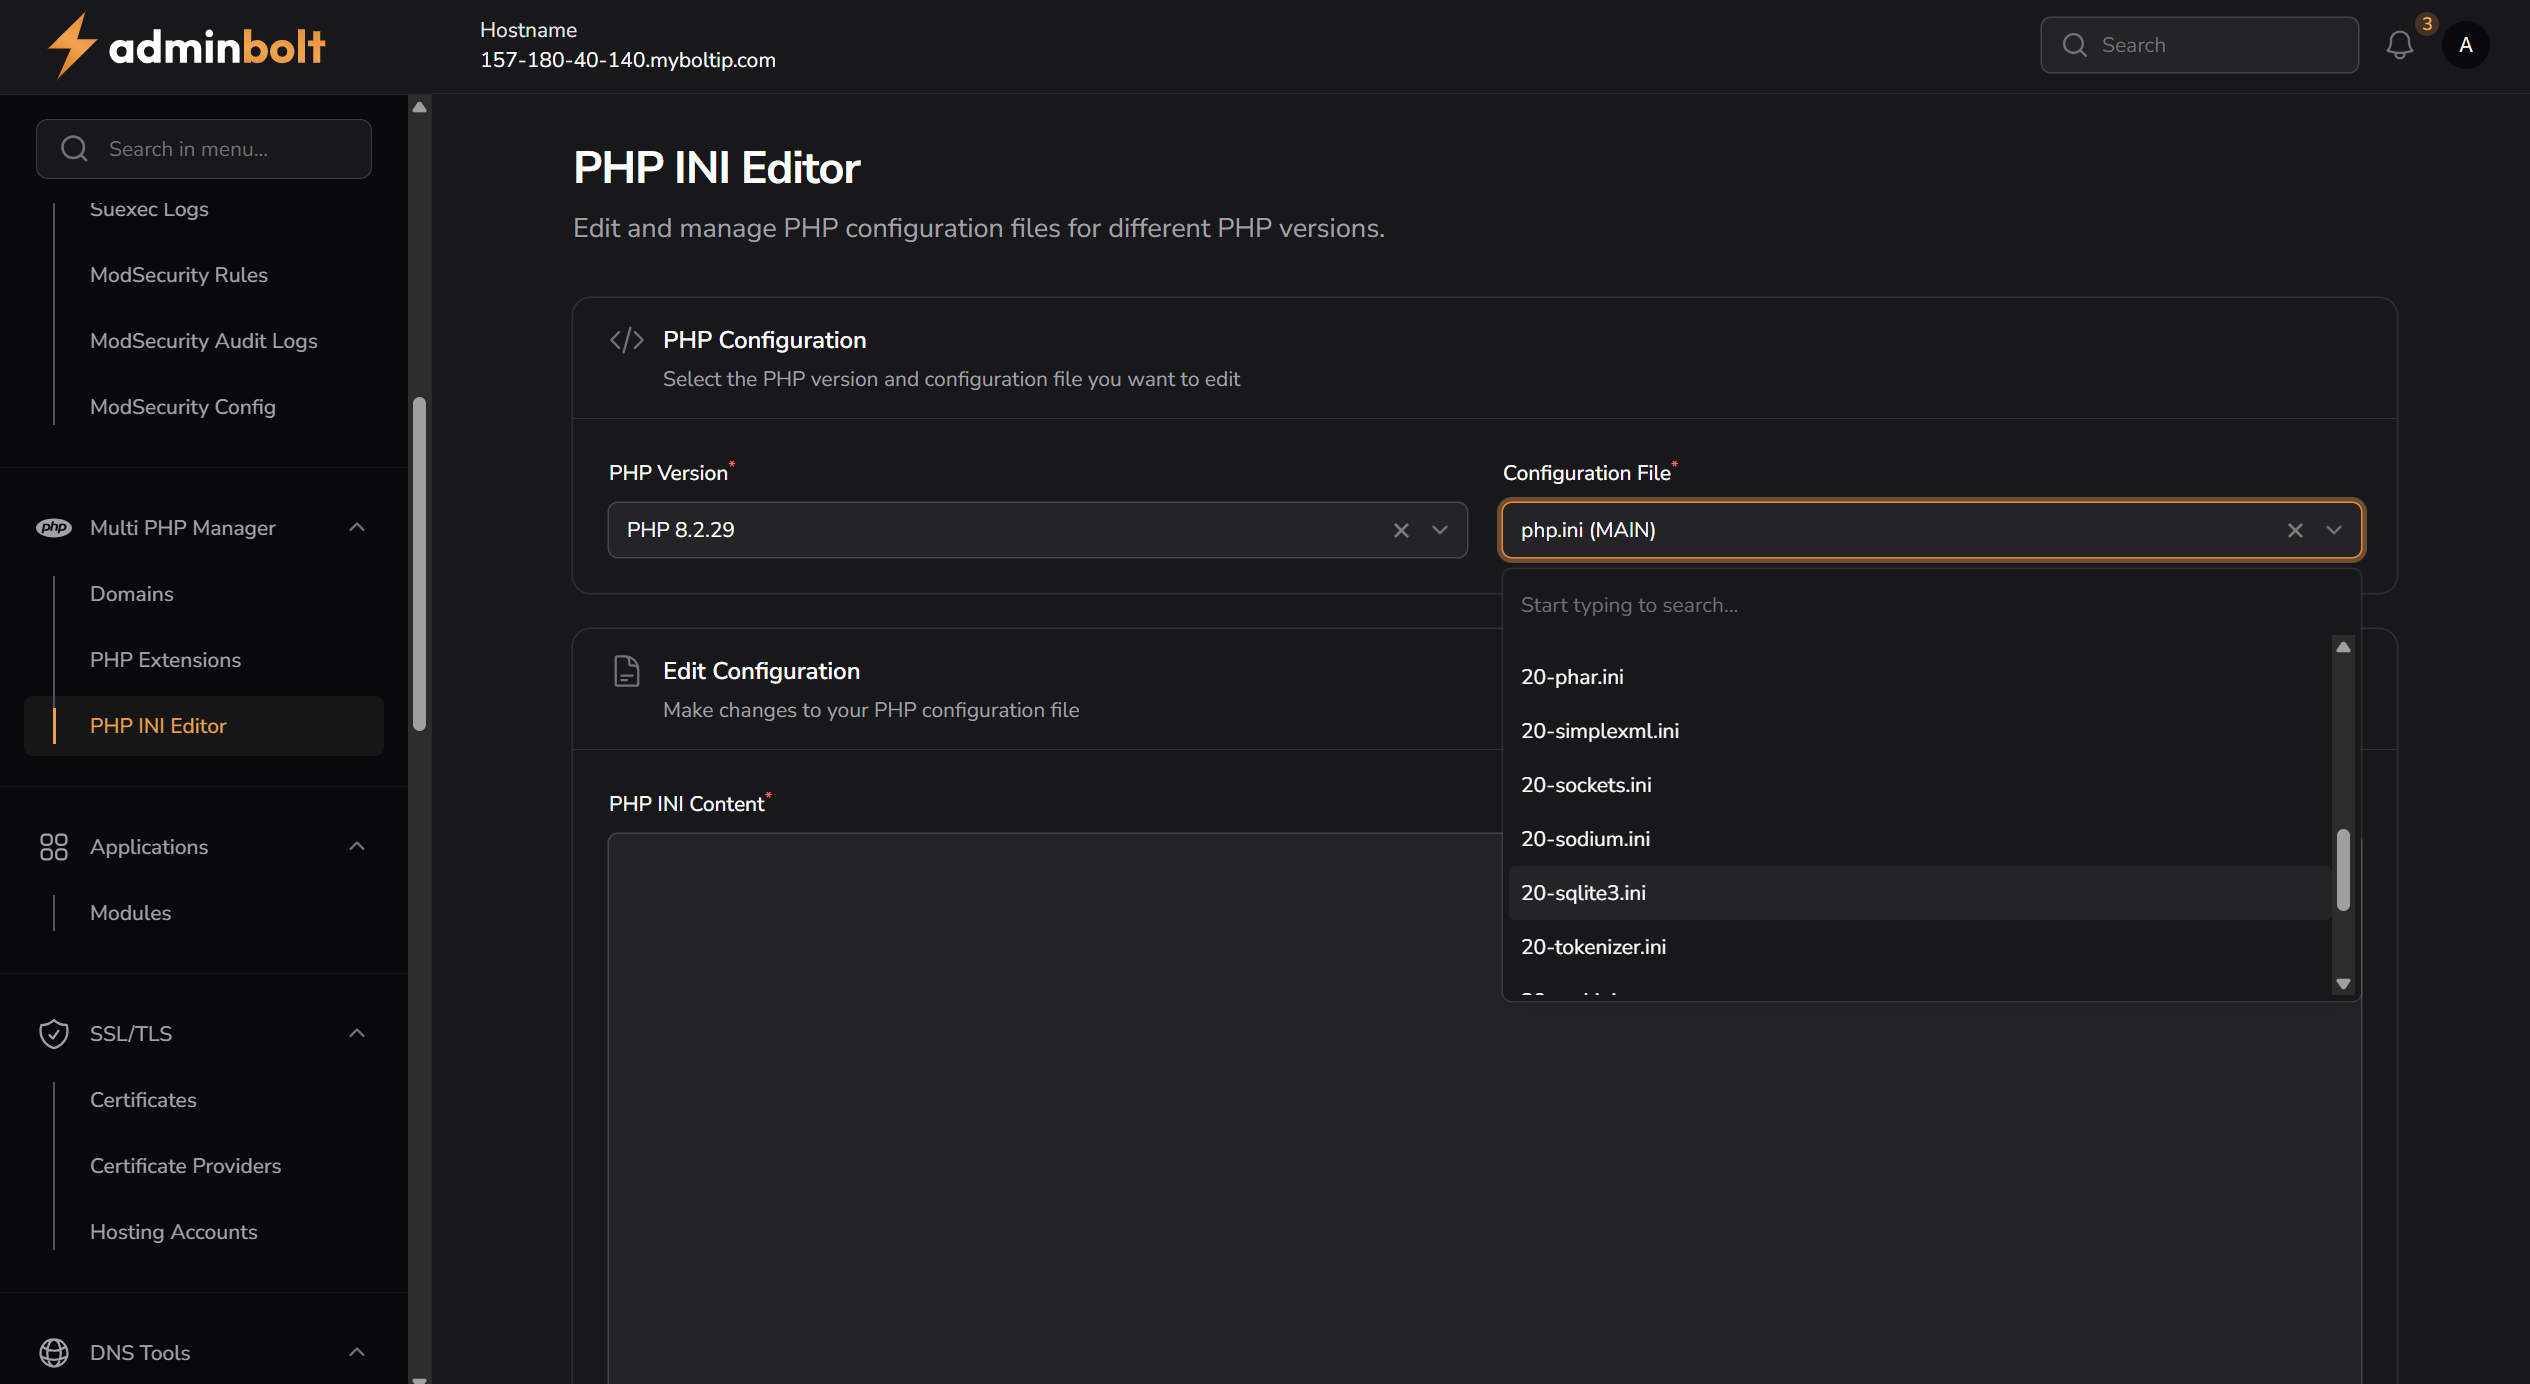 adminbolt
Hostname
157-180-40-140.myboltip.com
Search
3
A
Search in menu...
Suexec Logs
ModSecurity Rules
ModSecurity Audit Logs
ModSecurity Config
php
Multi PHP Manager
Domains
PHP Extensions
PHP INI Editor
Applications
Modules
SSL/TLS
Certificates
Certificate Providers
Hosting Accounts
DNS Tools
PHP INI Editor
Edit and manage PHP configuration files for different PHP versions.
PHP Configuration
Select the PHP version and configuration file you want to edit
PHP Version*
PHP 8.2.29
Configuration File*
php.ini (MAIN)
Start typing to search...
20-phar.ini
20-simplexml.ini
20-sockets.ini
20-sodium.ini
20-sqlite3.ini
20-tokenizer.ini
Edit Configuration
Make changes to your PHP configuration file
PHP INI Content*